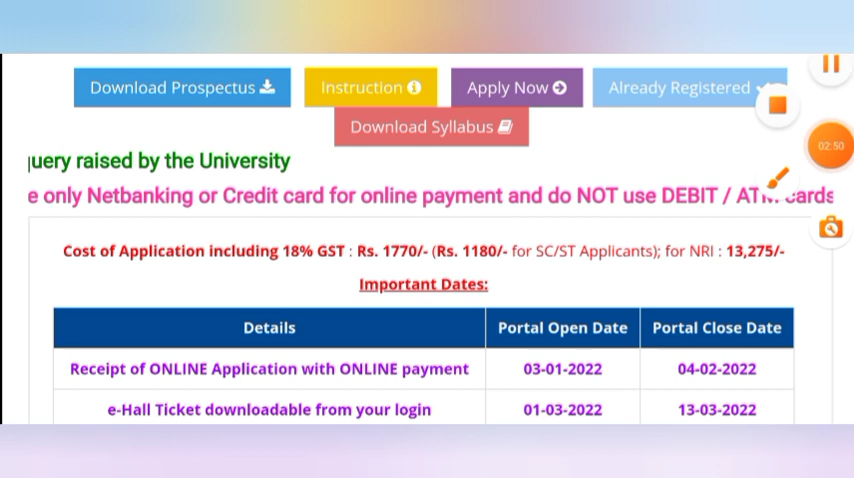 Download Prospectus
Instruction
Apply Now
Already Registered
Download Syllabus
02:50
query raised by the University
e only Netbanking or Credit card for online payment and do NOT use DEBIT / ATM cards
Cost of Application including 18% GST : Rs. 1770/- (Rs. 1180/- for SC/ST Applicants); for NRI : 13,275/-
Important Dates:
Details Portal Open Date Portal Close Date
Receipt of ONLINE Application with ONLINE payment 03-01-2022 04-02-2022
e-Hall Ticket downloadable from your login 01-03-2022 13-03-2022